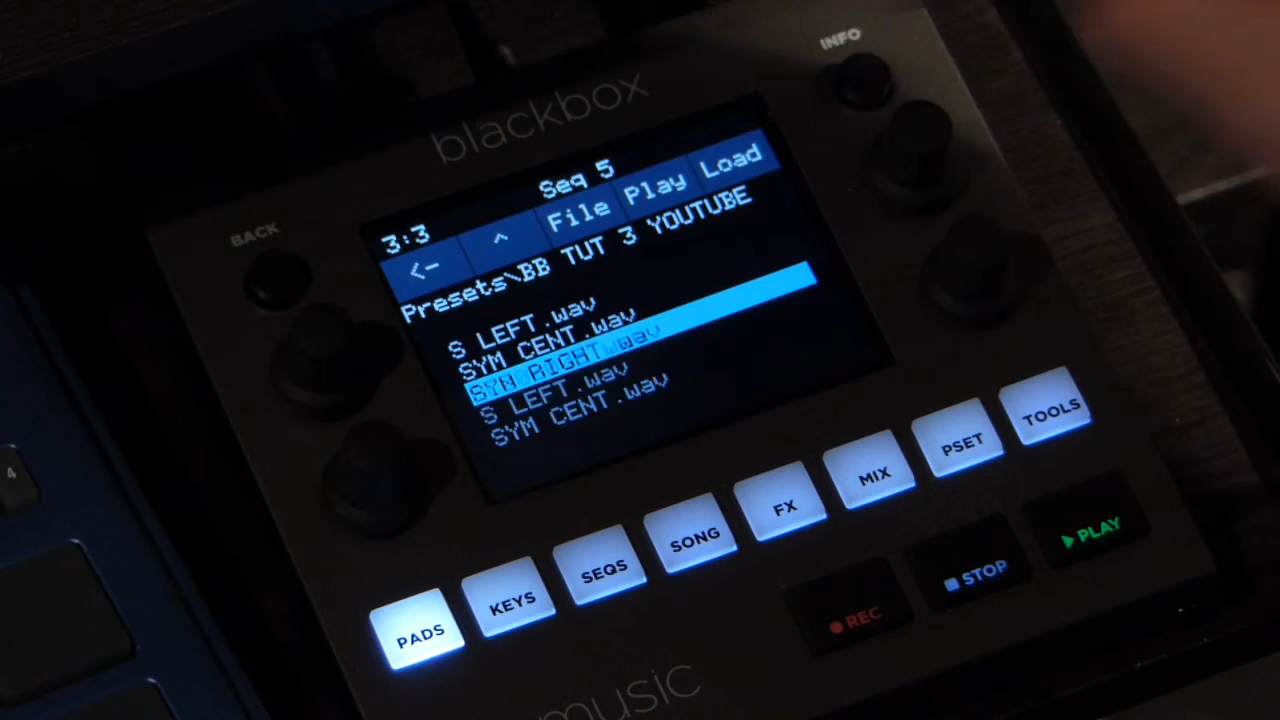 INFO
blackbox
BACK
3:3 Seq 5
<- ^ File Play Load
Presets\BB TUT 3 YOUTUBE
S LEFT.wav
SYM CENT.wav
SYN RIGHT.wav
S LEFT.wav
SYM CENT.wav
4
PADS KEYS SEQS SONG FX MIX PSET TOOLS
REC STOP PLAY
music